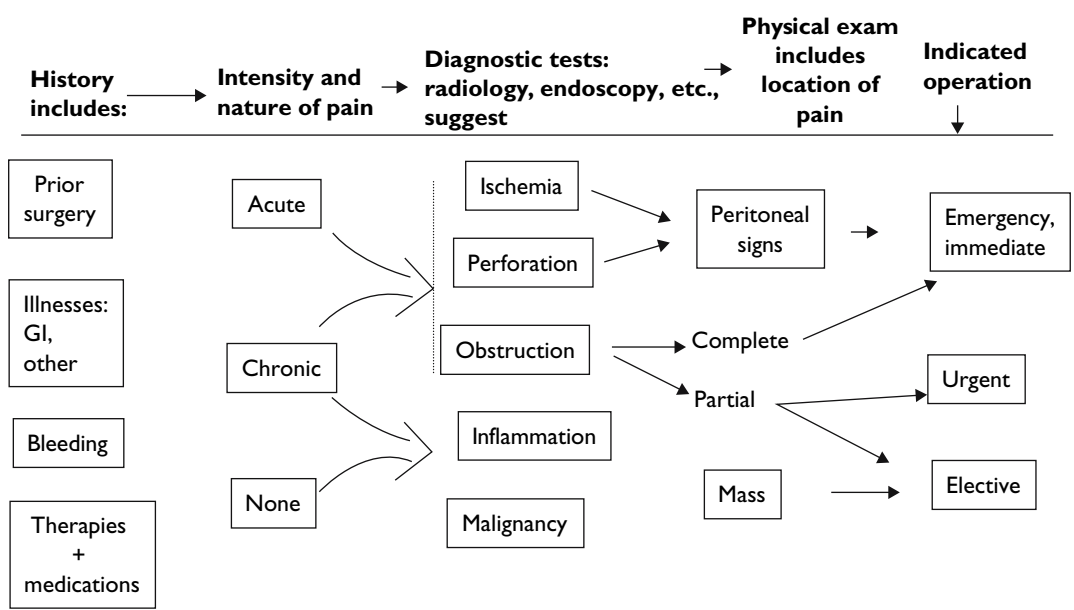 History
includes:
Intensity and
nature of pain
Diagnostic tests:
radiology, endoscopy, etc.,
suggest
Physical exam
includes
location of
pain
Indicated
operation
Prior
surgery
Illnesses:
GI,
other
Bleeding
Therapies
+
medications
Acute
Chronic
None
Ischemia
Perforation
Obstruction
Inflammation
Malignancy
Peritoneal
signs
Complete
Partial
Mass
Emergency,
immediate
Urgent
Elective